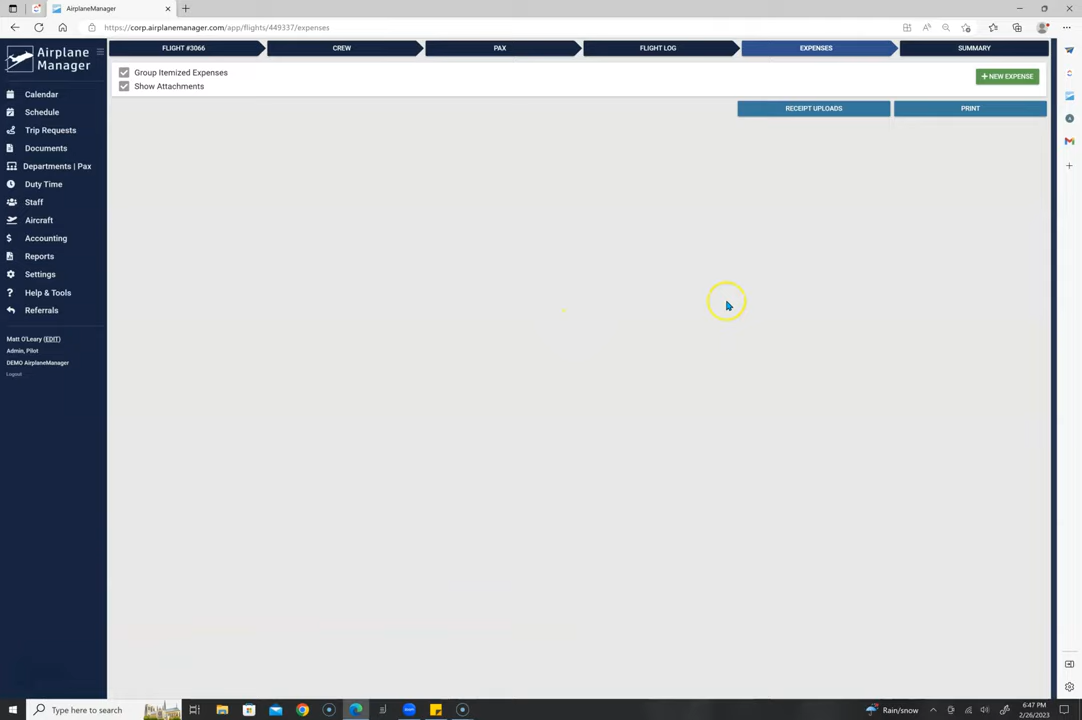 AirplaneManager
https://corp.airplanemanager.com/app/flights/449337/expenses
Airplane
Manager
FLIGHT #3066
CREW
PAX
FLIGHT LOG
EXPENSES
SUMMARY
Group Itemized Expenses
Show Attachments
+ NEW EXPENSE
RECEIPT UPLOADS
PRINT
Calendar
Schedule
Trip Requests
Documents
Departments | Pax
Duty Time
Staff
Aircraft
Accounting
Reports
Settings
Help & Tools
Referrals
Matt O'Leary (EDIT)
Admin, Pilot
DEMO AirplaneManager
Logout
Type here to search
Rain/snow
6:47 PM
2/26/2023